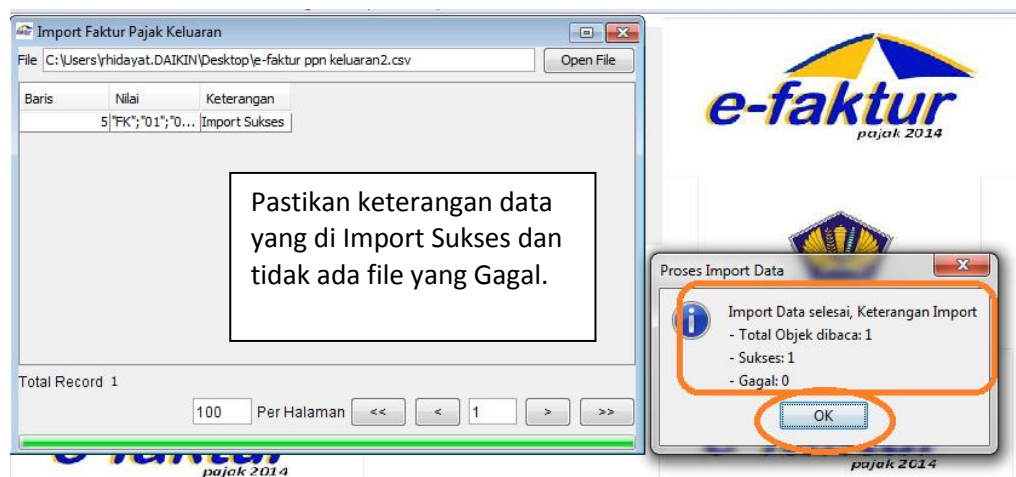 Import Faktur Pajak Keluaran
File C:\Users\rhidayat.DAIKIN\Desktop\e-faktur ppn keluaran2.csv Open File
Baris Nilai Keterangan
5 "FK";"01";"0... Import Sukses
Pastikan keterangan data
yang di Import Sukses dan
tidak ada file yang Gagal.
Total Record 1
100 Per Halaman << < 1 > >>
e-faktur
pajak 2014
Proses Import Data
Import Data selesai, Keterangan Import
- Total Objek dibaca: 1
- Sukses: 1
- Gagal: 0
OK
pajak 2014
pajak 2014